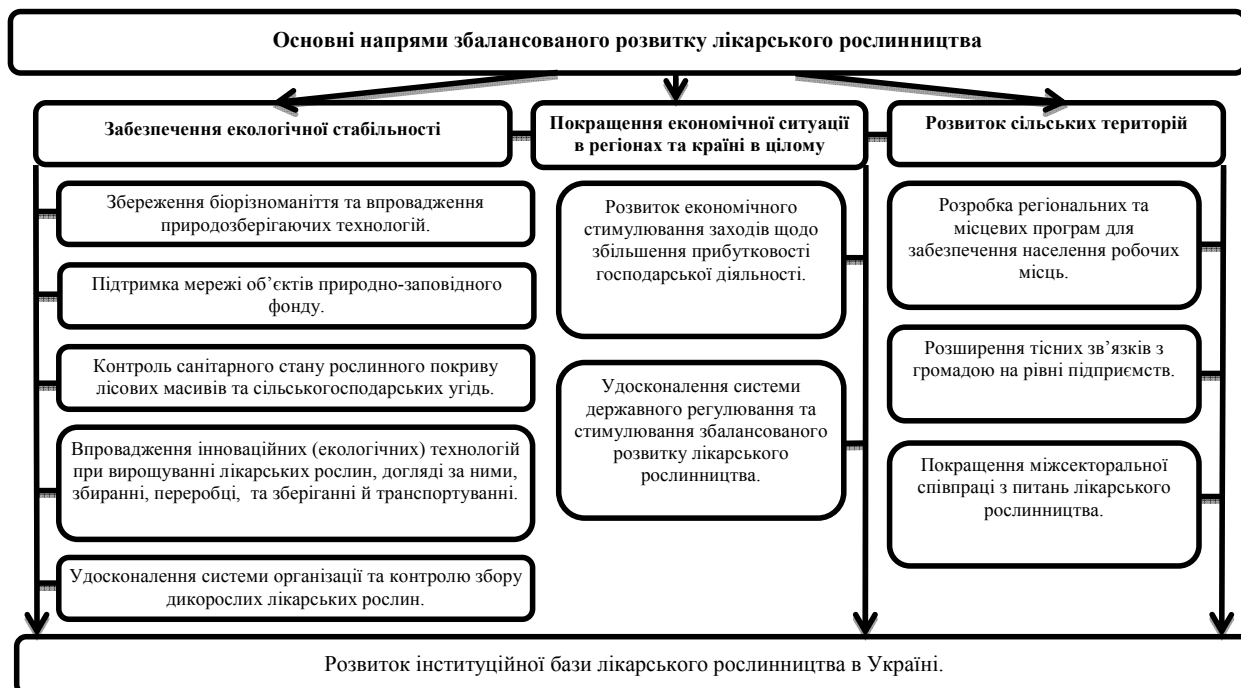 Основні напрями збалансованого розвитку лікарського рослинництва
Забезпечення екологічної стабільності
Покращення економічної ситуації
в регіонах та країні в цілому
Розвиток сільських територій
Збереження біорізноманіття та впровадження
природозберігаючих технологій.
Підтримка мережі об’єктів природно-заповідного
фонду.
Контроль санітарного стану рослинного покриву
лісових масивів та сільськогосподарських угідь.
Впровадження інноваційних (екологічних) технологій
при вирощуванні лікарських рослин, догляді за ними,
збиранні, переробці, та зберіганні й транспортуванні.
Удосконалення системи організації та контролю збору
дикорослих лікарських рослин.
Розвиток економічного
стимулювання заходів щодо
збільшення прибутковості
господарської діяльності.
Удосконалення системи
державного регулювання та
стимулювання збалансованого
розвитку лікарського
рослинництва.
Розробка регіональних та
місцевих програм для
забезпечення населення робочих
місць.
Розширення тісних зв’язків з
громадою на рівні підприємств.
Покращення міжсекторальної
співпраці з питань лікарського
рослинництва.
Розвиток інституційної бази лікарського рослинництва в Україні.